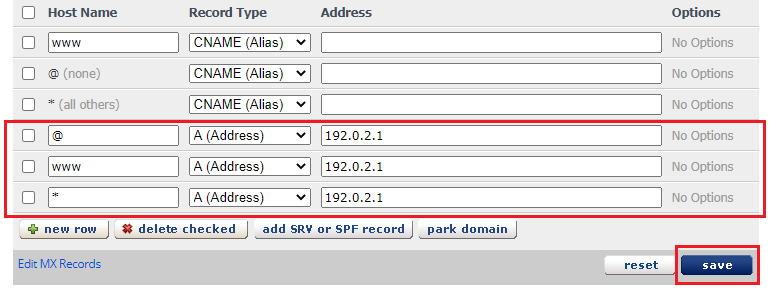 Host Name Record Type Address Options
www CNAME (Alias) No Options
@ (none) CNAME (Alias) No Options
* (all others) CNAME (Alias) No Options
@ A (Address) 192.0.2.1 No Options
www A (Address) 192.0.2.1 No Options
* A (Address) 192.0.2.1 No Options
new row delete checked add SRV or SPF record park domain
Edit MX Records reset save